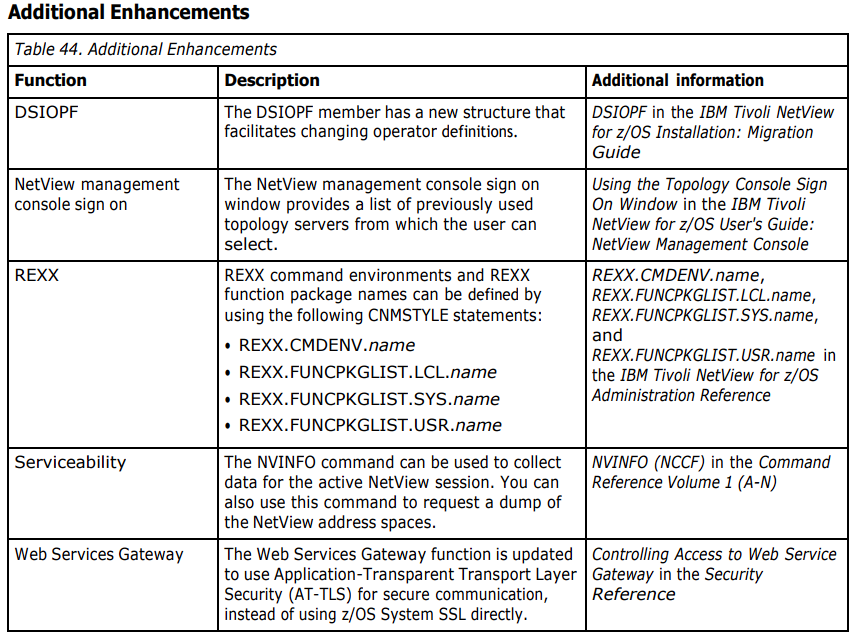 Additional Enhancements
Table 44. Additional Enhancements
Function
Description
Additional information
DSIOPF
The DSIOPF member has a new structure that
facilitates changing operator definitions.
DSIOPF in the IBM Tivoli NetView
for z/OS Installation: Migration
Guide
NetView management
console sign on
The NetView management console sign on
window provides a list of previously used
topology servers from which the user can
select.
Using the Topology Console Sign
On Window in the IBM Tivoli
NetView for z/OS User's Guide:
NetView Management Console
REXX
REXX command environments and REXX
function package names can be defined by
using the following CNMSTYLE statements:
• REXX.CMDENV.name
• REXX.FUNCPKGLIST.LCL.name
• REXX.FUNCPKGLIST.SYS.name
• REXX.FUNCPKGLIST.USR.name
REXX.CMDENV.name,
REXX.FUNCPKGLIST.LCL.name,
REXX.FUNCPKGLIST.SYS.name,
and
REXX.FUNCPKGLIST.USR.name in
the IBM Tivoli NetView for z/OS
Administration Reference
Serviceability
The NVINFO command can be used to collect
data for the active NetView session. You can
also use this command to request a dump of
the NetView address spaces.
NVINFO (NCCF) in the Command
Reference Volume 1 (A-N)
Web Services Gateway
The Web Services Gateway function is updated
to use Application-Transparent Transport Layer
Security (AT-TLS) for secure communication,
instead of using z/OS System SSL directly.
Controlling Access to Web Service
Gateway in the Security
Reference